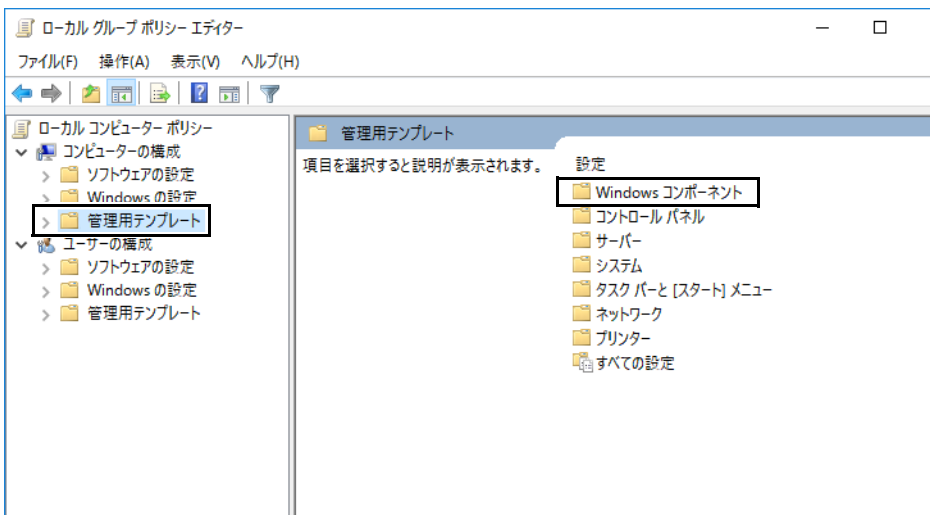 ローカル グループ ポリシー エディター
ファイル(F) 操作(A) 表示(V) ヘルプ(H)
ローカル コンピューター ポリシー
コンピューターの構成
ソフトウェアの設定
Windows の設定
管理用テンプレート
ユーザーの構成
ソフトウェアの設定
Windows の設定
管理用テンプレート
管理用テンプレート
項目を選択すると説明が表示されます。
設定
Windows コンポーネント
コントロール パネル
サーバー
システム
タスク バーと [スタート] メニュー
ネットワーク
プリンター
すべての設定